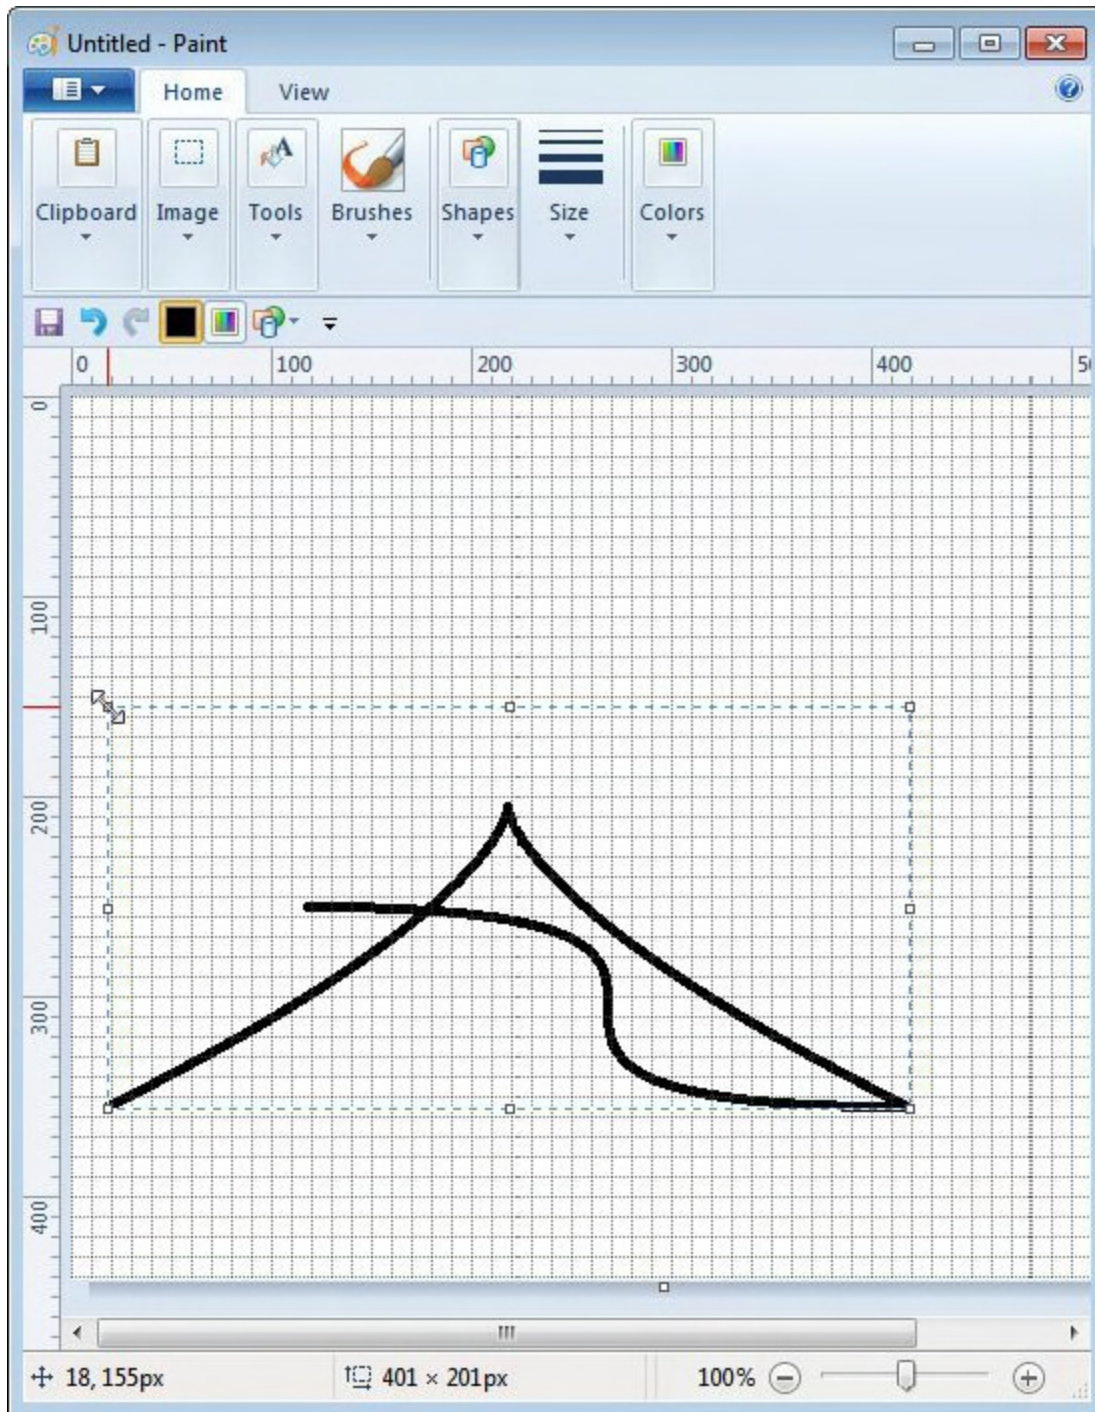 Untitled - Paint
Home View
Clipboard Image Tools Brushes Shapes Size Colors
0 100 200 300 400 50
0
100
200
300
400
18, 155px 401 × 201px 100%